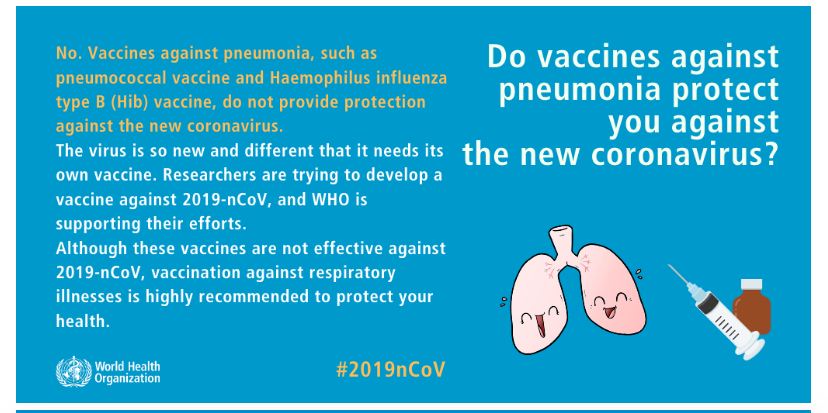 No. Vaccines against pneumonia, such as
pneumococcal vaccine and Haemophilus influenza
type B (Hib) vaccine, do not provide protection
against the new coronavirus.
The virus is so new and different that it needs its
own vaccine. Researchers are trying to develop a
vaccine against 2019-nCoV, and WHO is
supporting their efforts.
Although these vaccines are not effective against
2019-nCoV, vaccination against respiratory
illnesses is highly recommended to protect your
health.
Do vaccines against
pneumonia protect
you against
the new coronavirus?
World Health
Organization
#2019nCoV